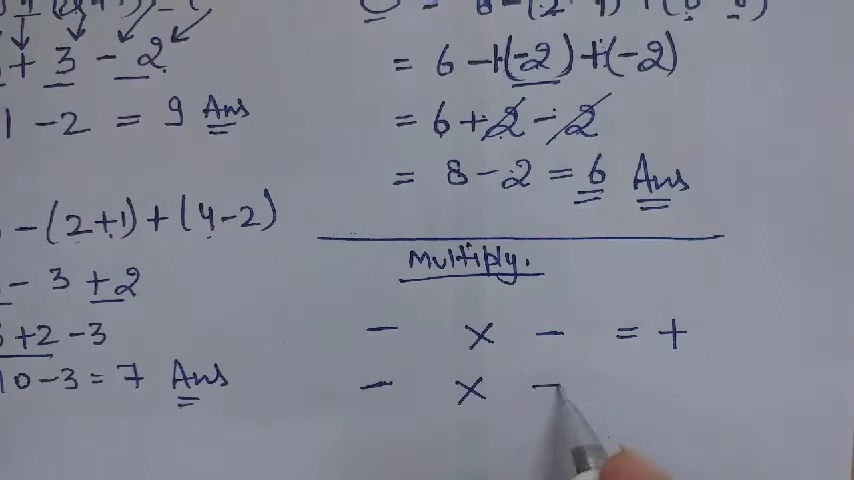 + 3 - 2
1 - 2 = 9 Ans
- (2+1) + (4-2)
- 3 + 2
+2 - 3
10 - 3 = 7 Ans
= 6 - 1(-2) + (-2)
= 6 + 2 - 2
= 8 - 2 = 6 Ans
Multiply.
- × - = +
- × -